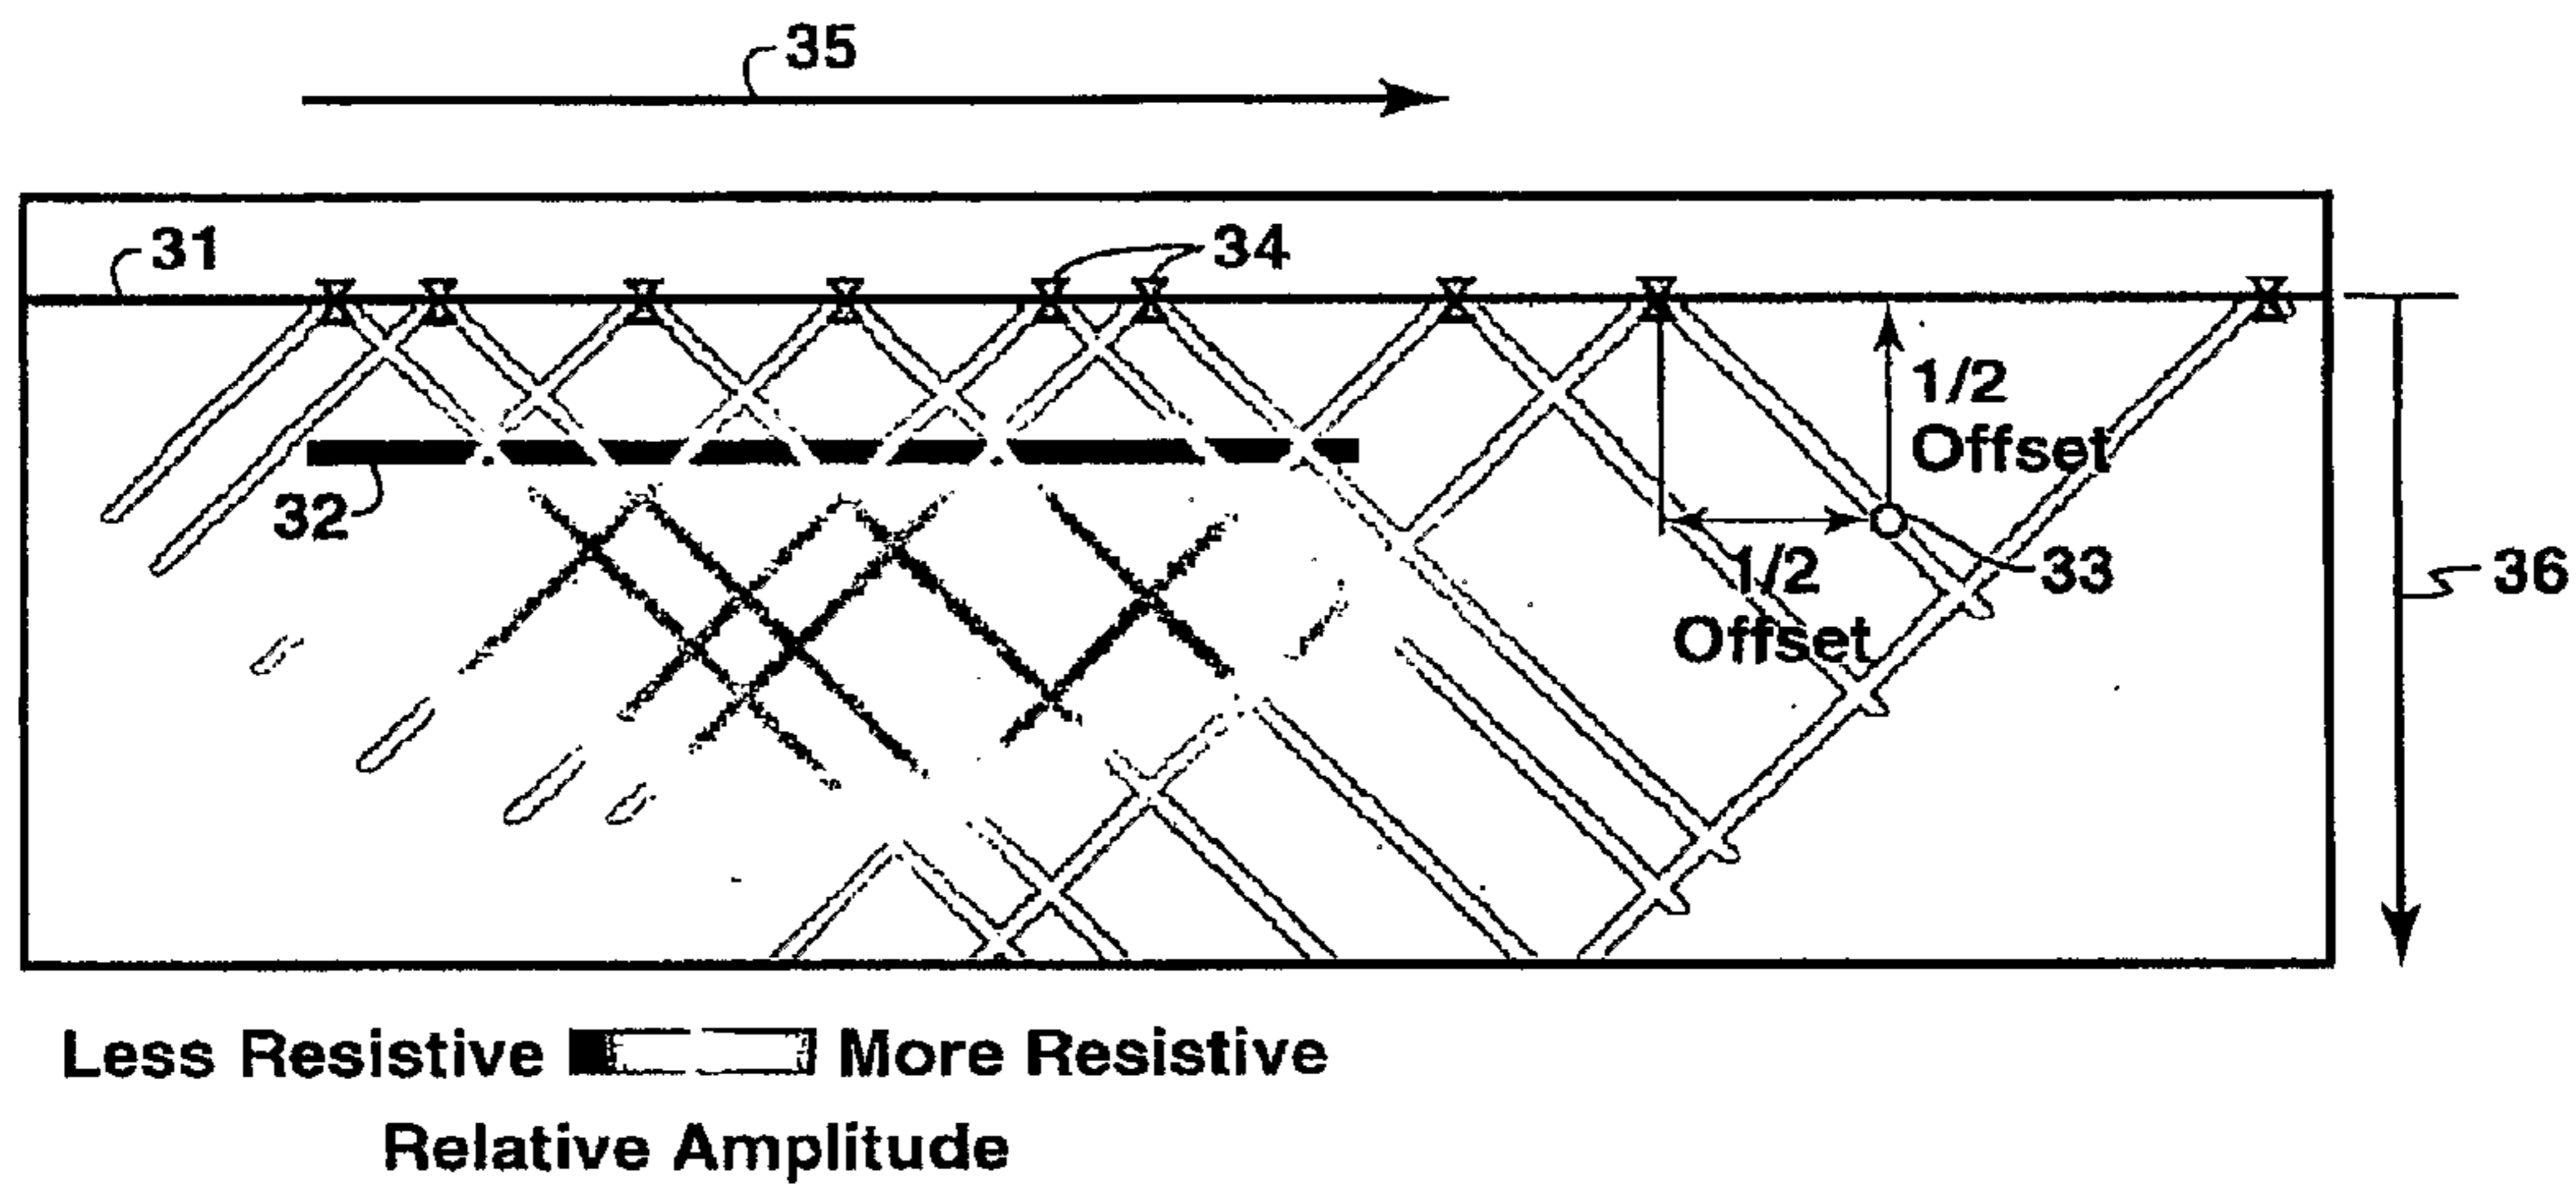 35
31
34
1/2
Offset
32
1/2
Offset
33
36
Less Resistive
More Resistive
Relative Amplitude